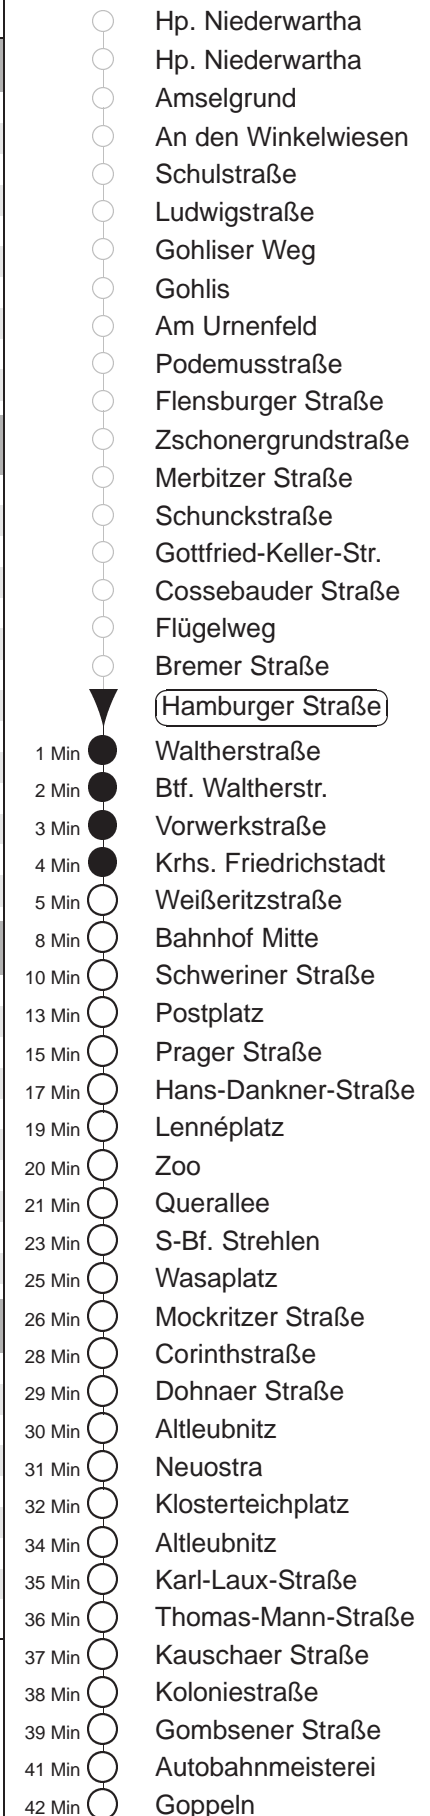 Hp. Niederwartha
Hp. Niederwartha
Amselgrund
An den Winkelwiesen
Schulstraße
Ludwigstraße
Gohliser Weg
Gohlis
Am Urnenfeld
Podemusstraße
Flensburger Straße
Zschonergrundstraße
Merbitzer Straße
Schunckstraße
Gottfried-Keller-Str.
Cossebauder Straße
Flügelweg
Bremer Straße
Hamburger Straße
1 Min Waltherstraße
2 Min Btf. Waltherstr.
3 Min Vorwerkstraße
4 Min Krhs. Friedrichstadt
5 Min Weißeritzstraße
8 Min Bahnhof Mitte
10 Min Schweriner Straße
13 Min Postplatz
15 Min Prager Straße
17 Min Hans-Dankner-Straße
19 Min Lennéplatz
20 Min Zoo
21 Min Querallee
23 Min S-Bf. Strehlen
25 Min Wasaplatz
26 Min Mockritzer Straße
28 Min Corinthstraße
29 Min Dohnaer Straße
30 Min Altleubnitz
31 Min Neuostra
32 Min Klosterteichplatz
34 Min Altleubnitz
35 Min Karl-Laux-Straße
36 Min Thomas-Mann-Straße
37 Min Kauschaer Straße
38 Min Koloniestraße
39 Min Gombsener Straße
41 Min Autobahnmeisterei
42 Min Goppeln